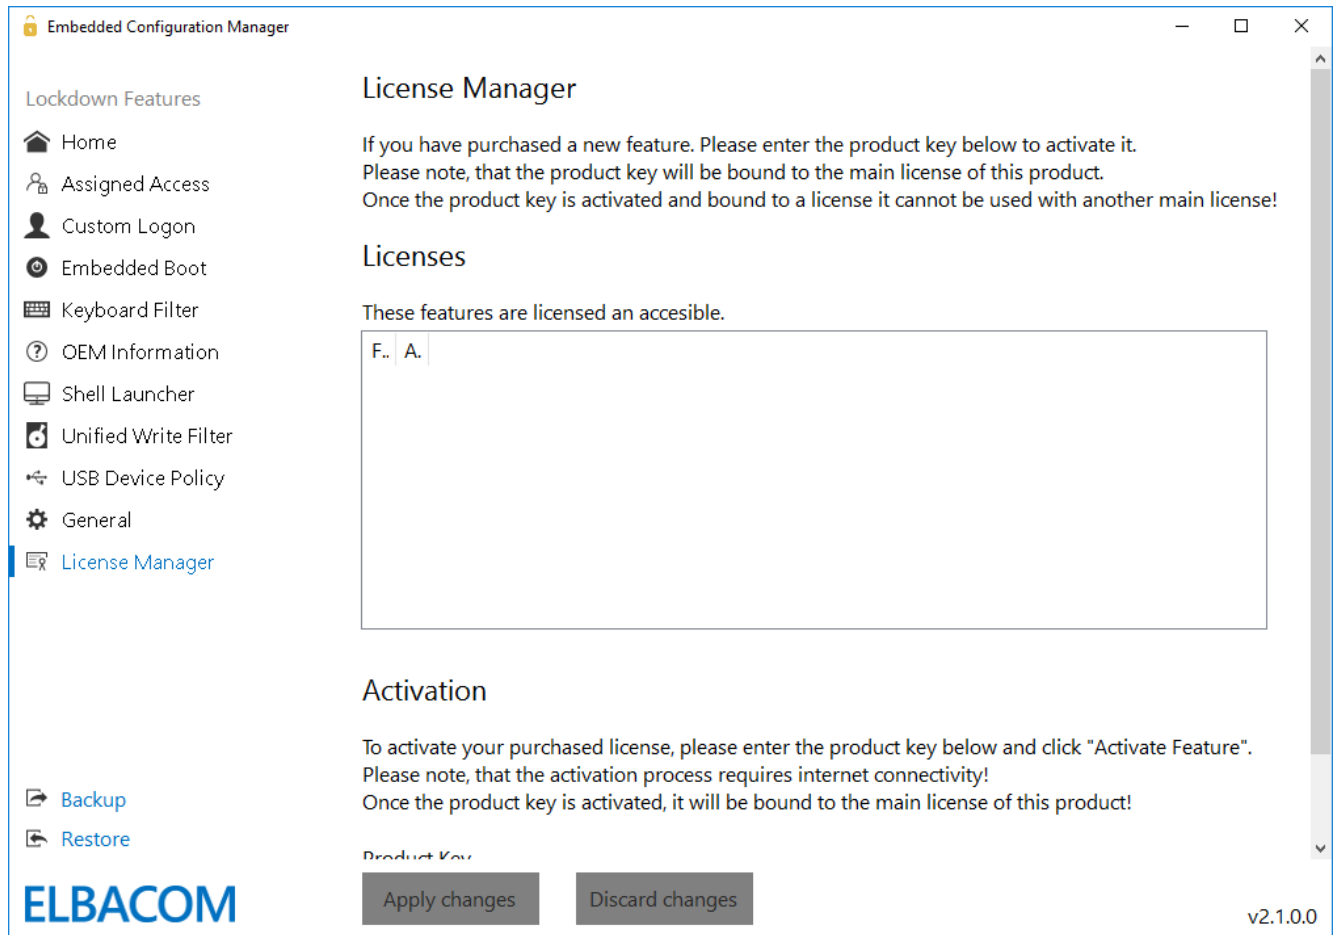 Embedded Configuration Manager
Lockdown Features
Home
Assigned Access
Custom Logon
Embedded Boot
Keyboard Filter
OEM Information
Shell Launcher
Unified Write Filter
USB Device Policy
General
License Manager
Backup
Restore
ELBACOM
License Manager
If you have purchased a new feature. Please enter the product key below to activate it.
Please note, that the product key will be bound to the main license of this product.
Once the product key is activated and bound to a license it cannot be used with another main license!
Licenses
These features are licensed an accesible.
F.. A.
Activation
To activate your purchased license, please enter the product key below and click "Activate Feature".
Please note, that the activation process requires internet connectivity!
Once the product key is activated, it will be bound to the main license of this product!
Product Key
Apply changes Discard changes
v2.1.0.0